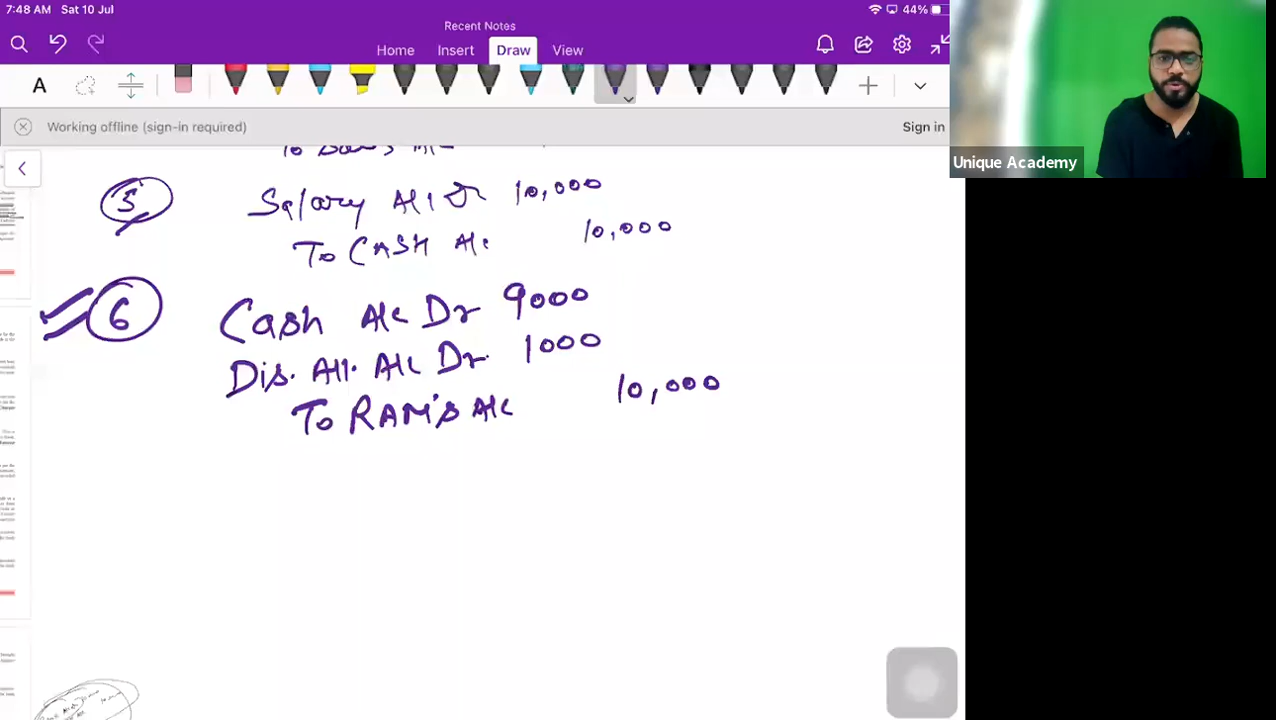 7:48 AM Sat 10 Jul
44%
Recent Notes
Home Insert Draw View
A
Working offline (sign-in required)
Sign in
Unique Academy
To A/c
5 Salary A/c Dr 10,000
To CASH A/c 10,000
6 Cash A/c Dr 9000
Dis. All. A/c Dr. 1000
To RAM's A/c 10,000